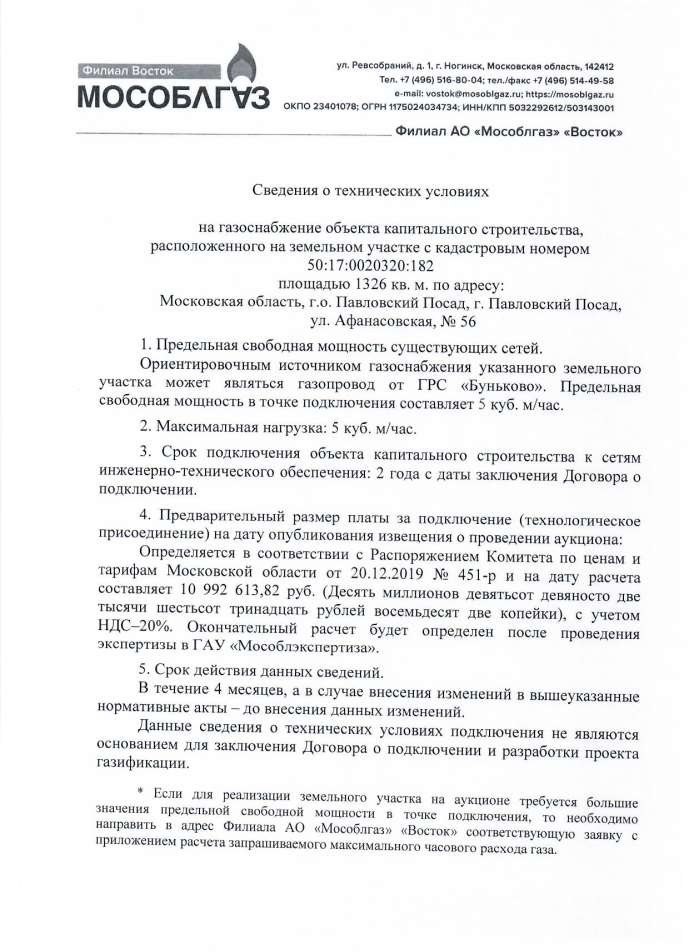 Филиал Восток
МОСОБЛГАЗ
ул. Ревсобраний, д. 1, г. Ногинск, Московская область, 142412
Тел. +7 (496) 516-80-04; тел./факс +7 (496) 514-49-58
e-mail: vostok@mosoblgaz.ru; https://mosoblgaz.ru
ОКПО 23401078; ОГРН 1175024034734; ИНН/КПП 5032292612/503143001
Филиал АО «Мособлгаз» «Восток»
Сведения о технических условиях
на газоснабжение объекта капитального строительства,
расположенного на земельном участке с кадастровым номером
50:17:0020320:182
площадью 1326 кв. м. по адресу:
Московская область, г.о. Павловский Посад, г. Павловский Посад,
ул. Афанасовская, № 56
1. Предельная свободная мощность существующих сетей.
Ориентировочным источником газоснабжения указанного земельного
участка может являться газопровод от ГРС «Буньково». Предельная
свободная мощность в точке подключения составляет 5 куб. м/час.
2. Максимальная нагрузка: 5 куб. м/час.
3. Срок подключения объекта капитального строительства к сетям
инженерно-технического обеспечения: 2 года с даты заключения Договора о
подключении.
4. Предварительный размер платы за подключение (технологическое
присоединение) на дату опубликования извещения о проведении аукциона:
Определяется в соответствии с Распоряжением Комитета по ценам и
тарифам Московской области от 20.12.2019 № 451-р и на дату расчета
составляет 10 992 613,82 руб. (Десять миллионов девятьсот девяносто две
тысячи шестьсот тринадцать рублей восемьдесят две копейки), с учетом
НДС–20%. Окончательный расчет будет определен после проведения
экспертизы в ГАУ «Мособлэкспертиза».
5. Срок действия данных сведений.
В течение 4 месяцев, а в случае внесения изменений в вышеуказанные
нормативные акты – до внесения данных изменений.
Данные сведения о технических условиях подключения не являются
основанием для заключения Договора о подключении и разработки проекта
газификации.
* Если для реализации земельного участка на аукционе требуется большие
значения предельной свободной мощности в точке подключения, то необходимо
направить в адрес Филиала АО «Мособлгаз» «Восток» соответствующую заявку с
приложением расчета запрашиваемого максимального часового расхода газа.